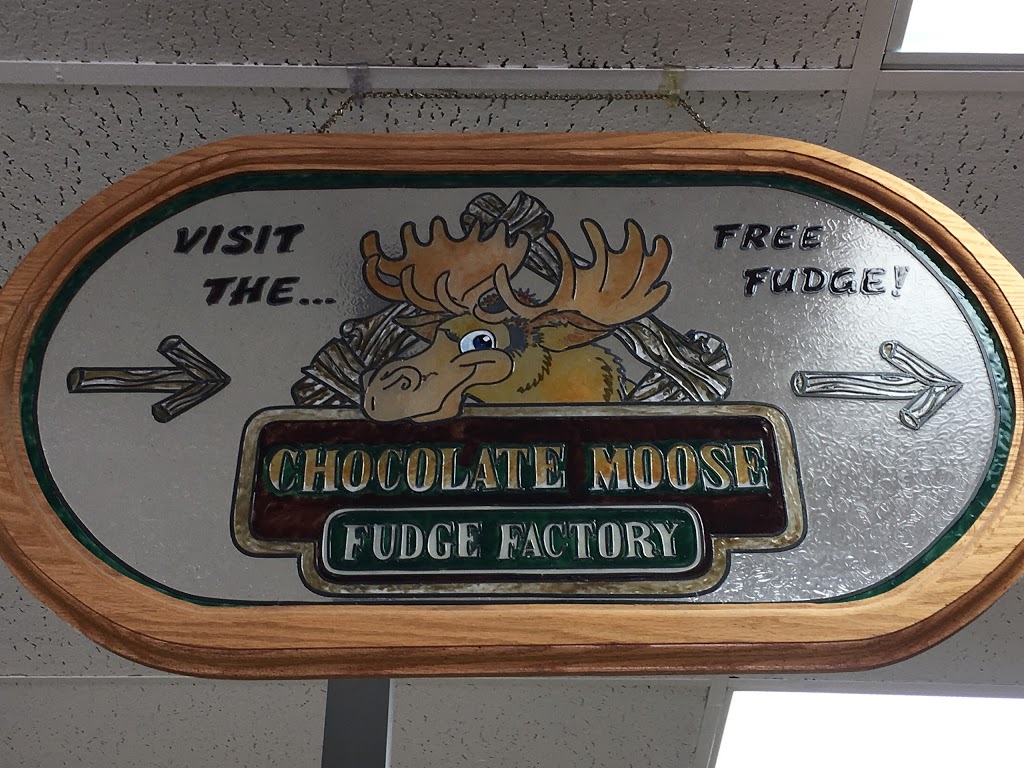 VISIT
THE...
FREE
FUDGE!
CHOCOLATE MOOSE
FUDGE FACTORY